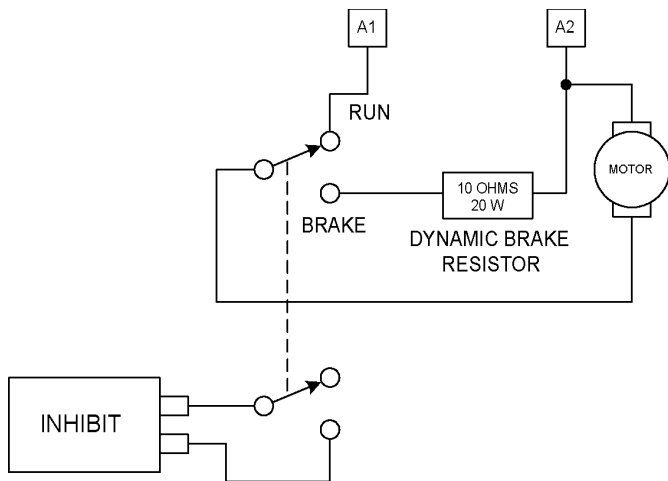 A1
A2
RUN
MOTOR
10 OHMS
20 W
BRAKE
DYNAMIC BRAKE
RESISTOR
INHIBIT